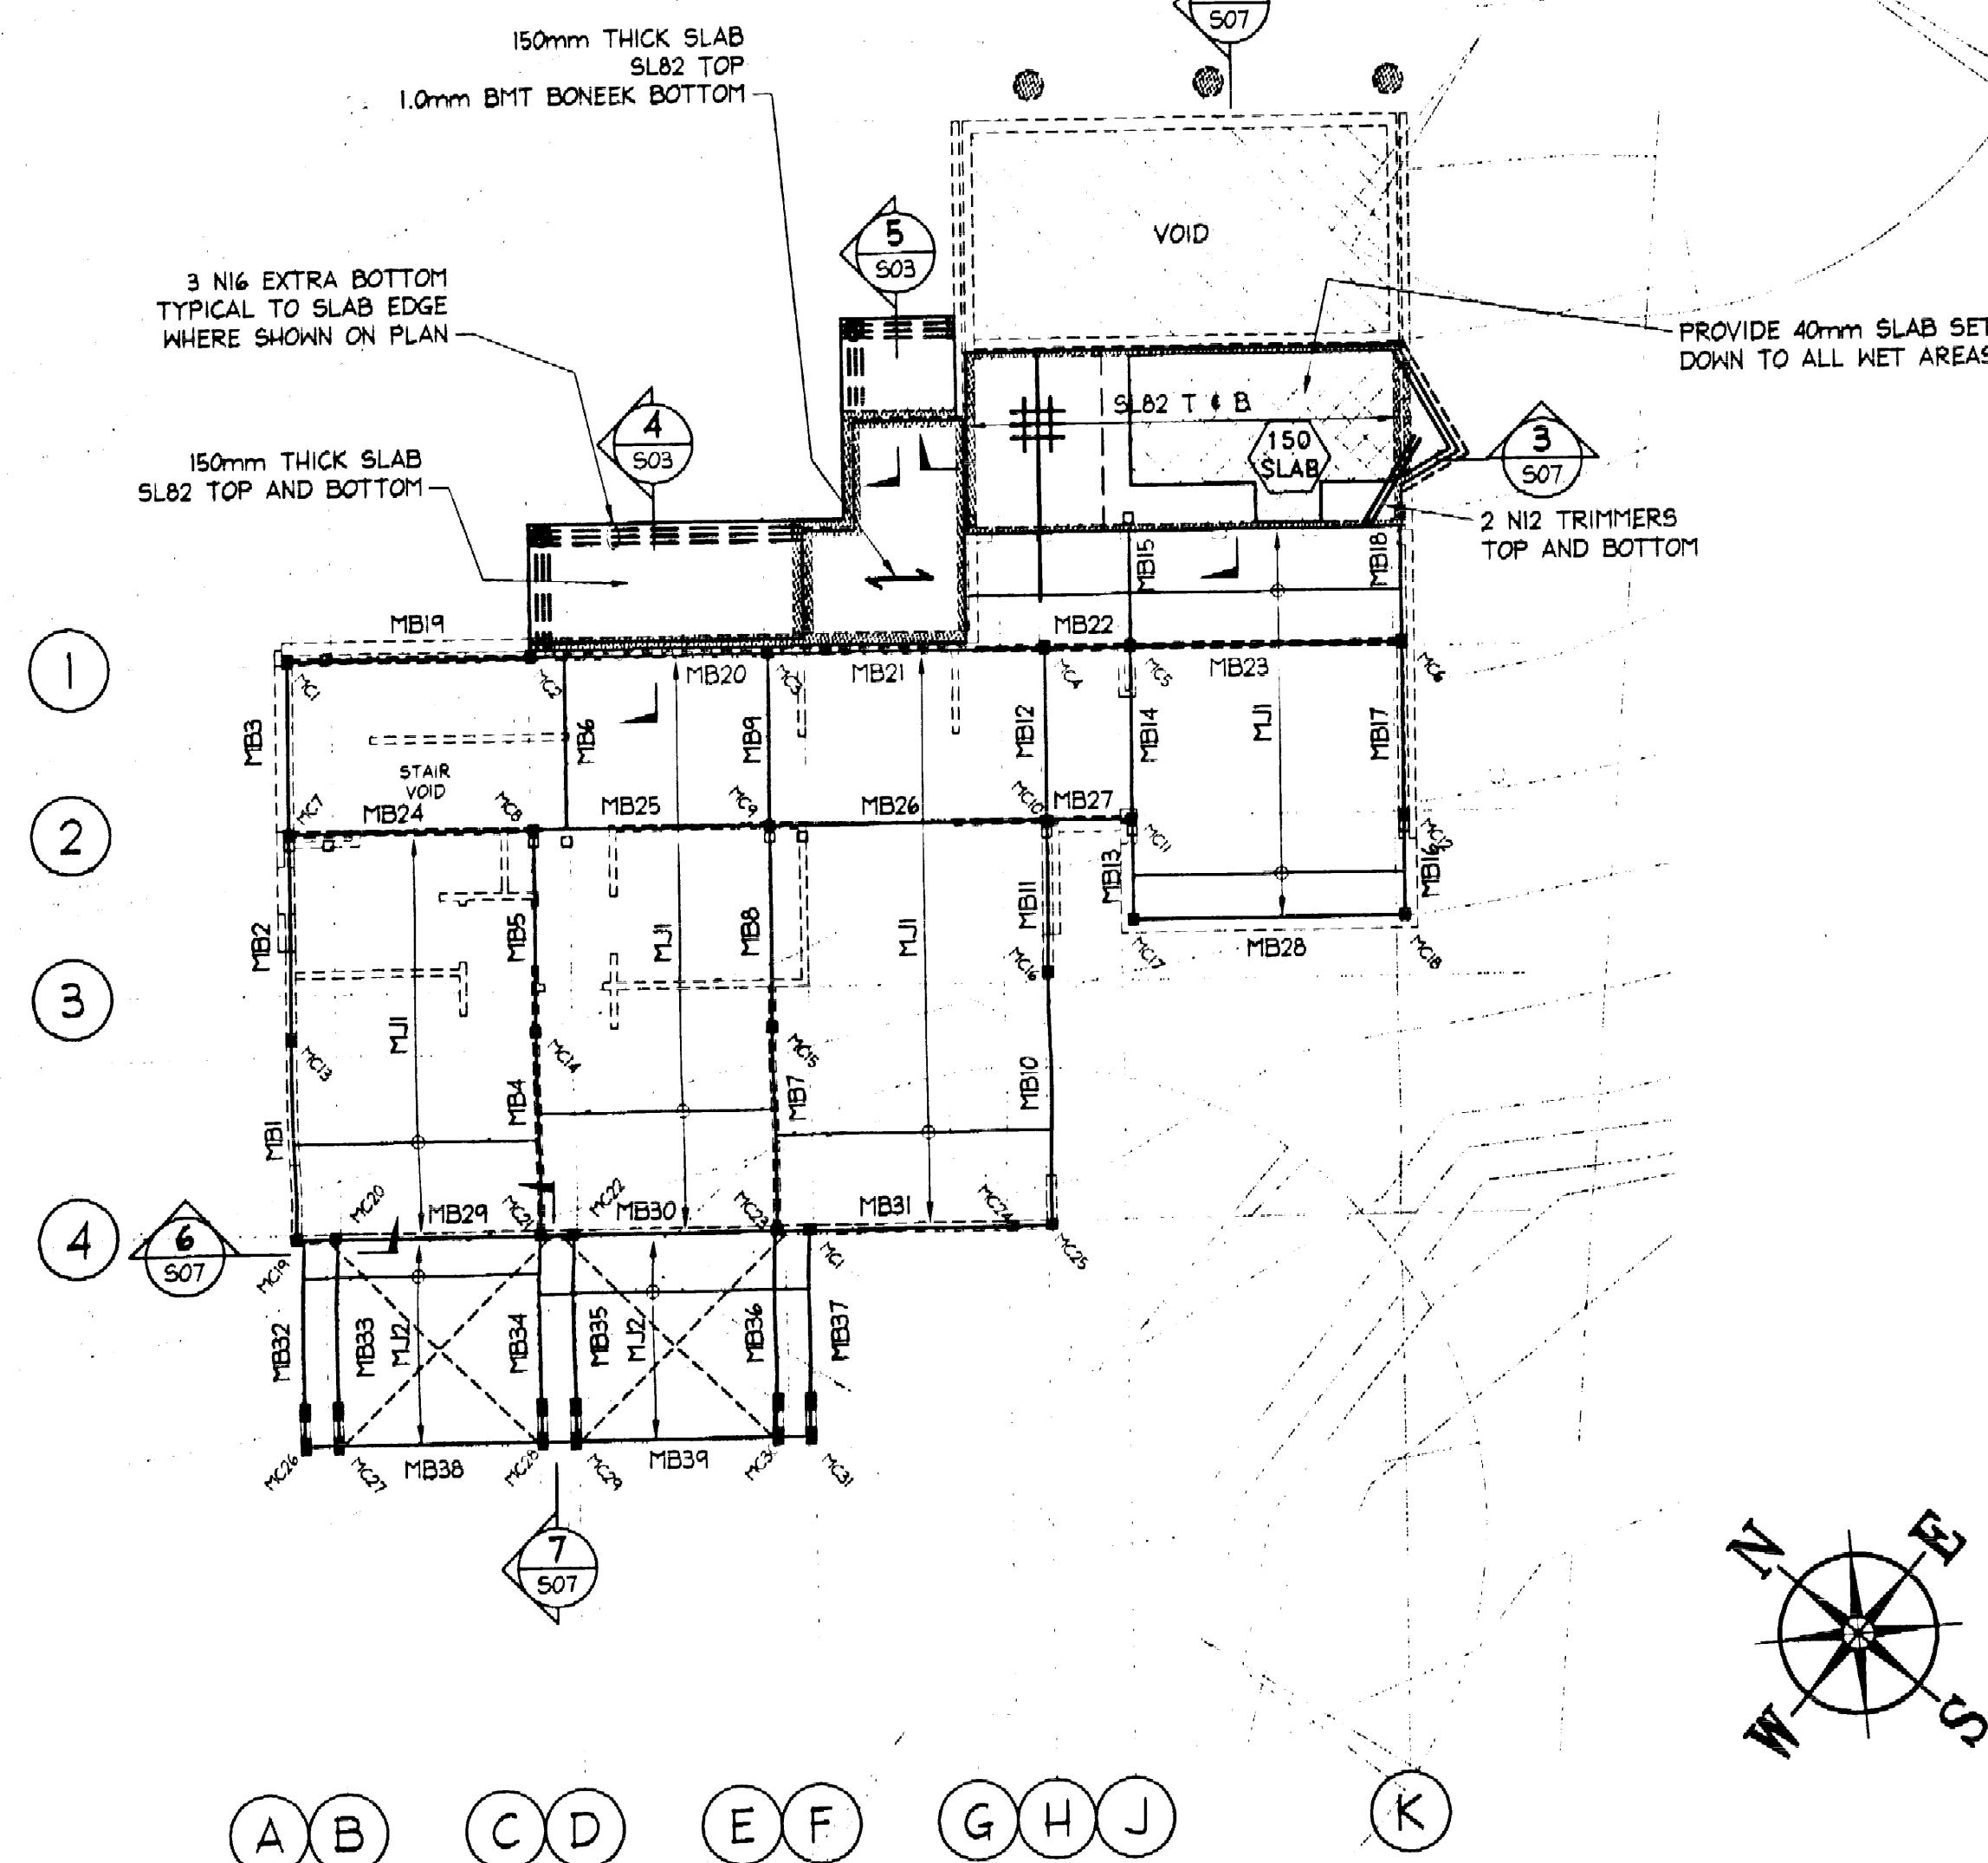 S07
150mm THICK SLAB
SL82 TOP
1.0mm BMT BONEEK BOTTOM
VOID
5
S03
3 N16 EXTRA BOTTOM
TYPICAL TO SLAB EDGE
WHERE SHOWN ON PLAN
PROVIDE 40mm SLAB SET
DOWN TO ALL WET AREAS
SL82 T & B
150
SLAB
4
S03
3
S07
150mm THICK SLAB
SL82 TOP AND BOTTOM
2 N12 TRIMMERS
TOP AND BOTTOM
MB15
MB18
MB19
MB22
1
MB20
MB21
MB23
MC1
MC2
MC3
MC4
MC5
MC6
MB3
MB6
MB9
MB12
MB14
MJ1
MB17
STAIR
VOID
MC7
MB24
MC8
MB25
MC9
MB26
MC10
MB27
2
MC11
MC12
MB2
MB5
MJ1
MB8
MJ1
MB11
MB13
MB16
MC16
MC17
MB28
MC18
3
MJ1
MC13
MC14
MC15
MB1
MB4
MB7
MB10
MC20
MB29
MC21
MC22
MB30
MC23
MB31
MC24
4
6
S07
MC19
MC1
MC25
MB32
MB33
MJ2
MB34
MB35
MJ2
MB36
MB37
MC26
MC27
MB38
MC28
MC29
MB39
MC31
7
S07
N
E
W
S
A
B
C
D
E
F
G
H
J
K